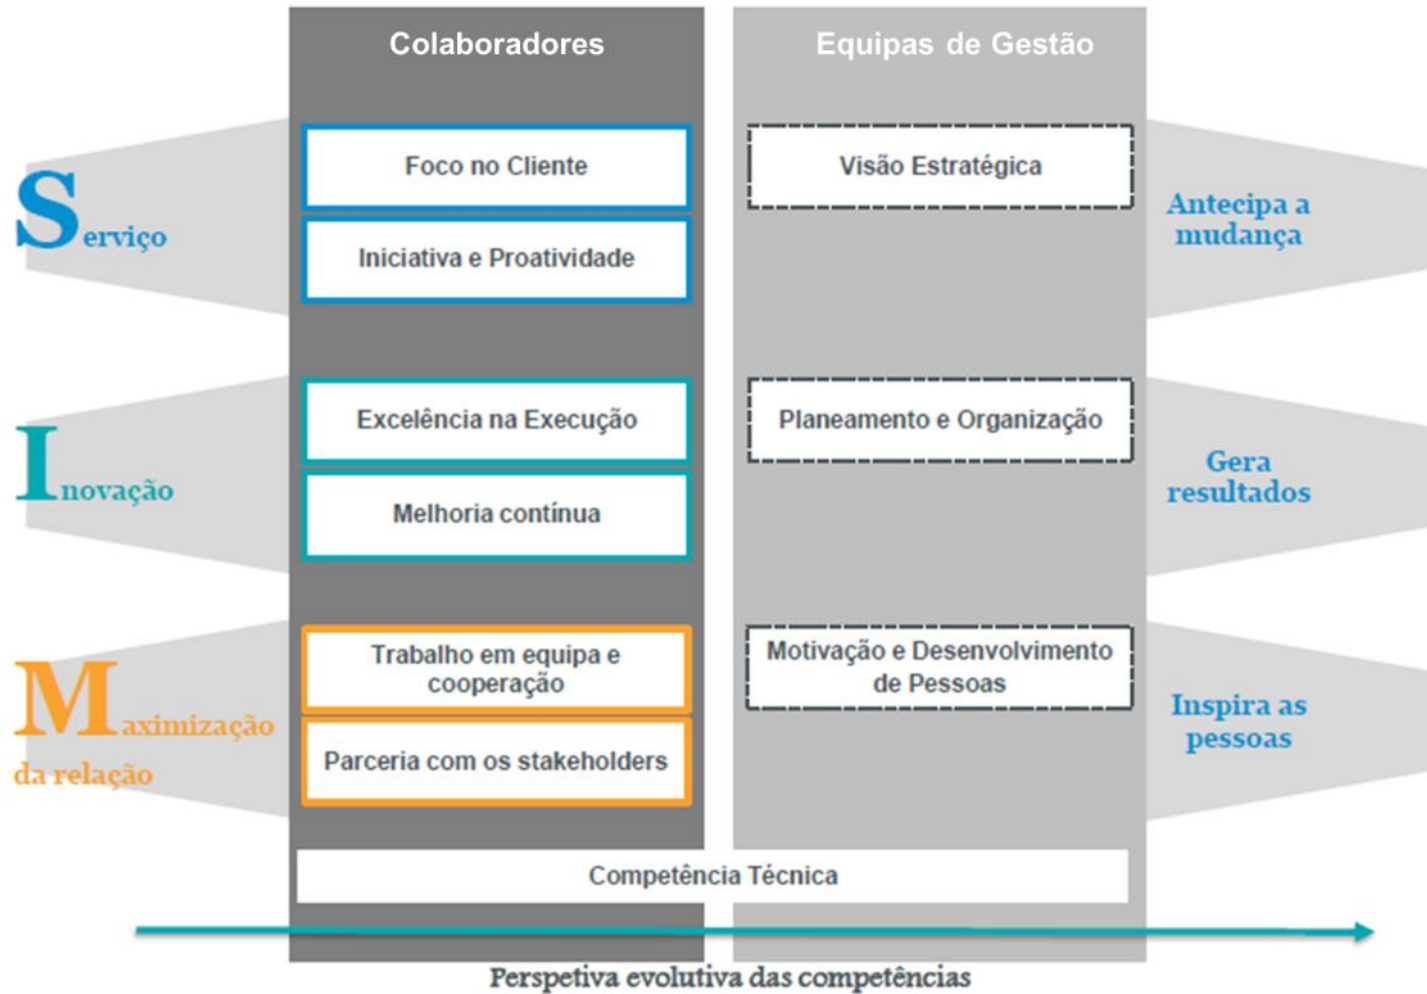 Colaboradores
Equipas de Gestão
Serviço
Foco no Cliente
Iniciativa e Proatividade
Visão Estratégica
Antecipa a
mudança
Inovação
Excelência na Execução
Melhoria contínua
Planeamento e Organização
Gera
resultados
Maximização
da relação
Trabalho em equipa e
cooperação
Parceria com os stakeholders
Motivação e Desenvolvimento
de Pessoas
Inspira as
pessoas
Competência Técnica
Perspetiva evolutiva das competências